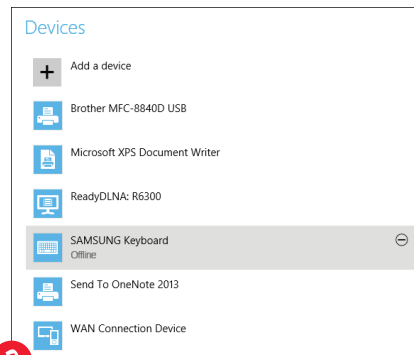 Devices
Add a device
Brother MFC-8840D USB
Microsoft XPS Document Writer
ReadyDLNA: R6300
SAMSUNG Keyboard
Offline
Send To OneNote 2013
WAN Connection Device